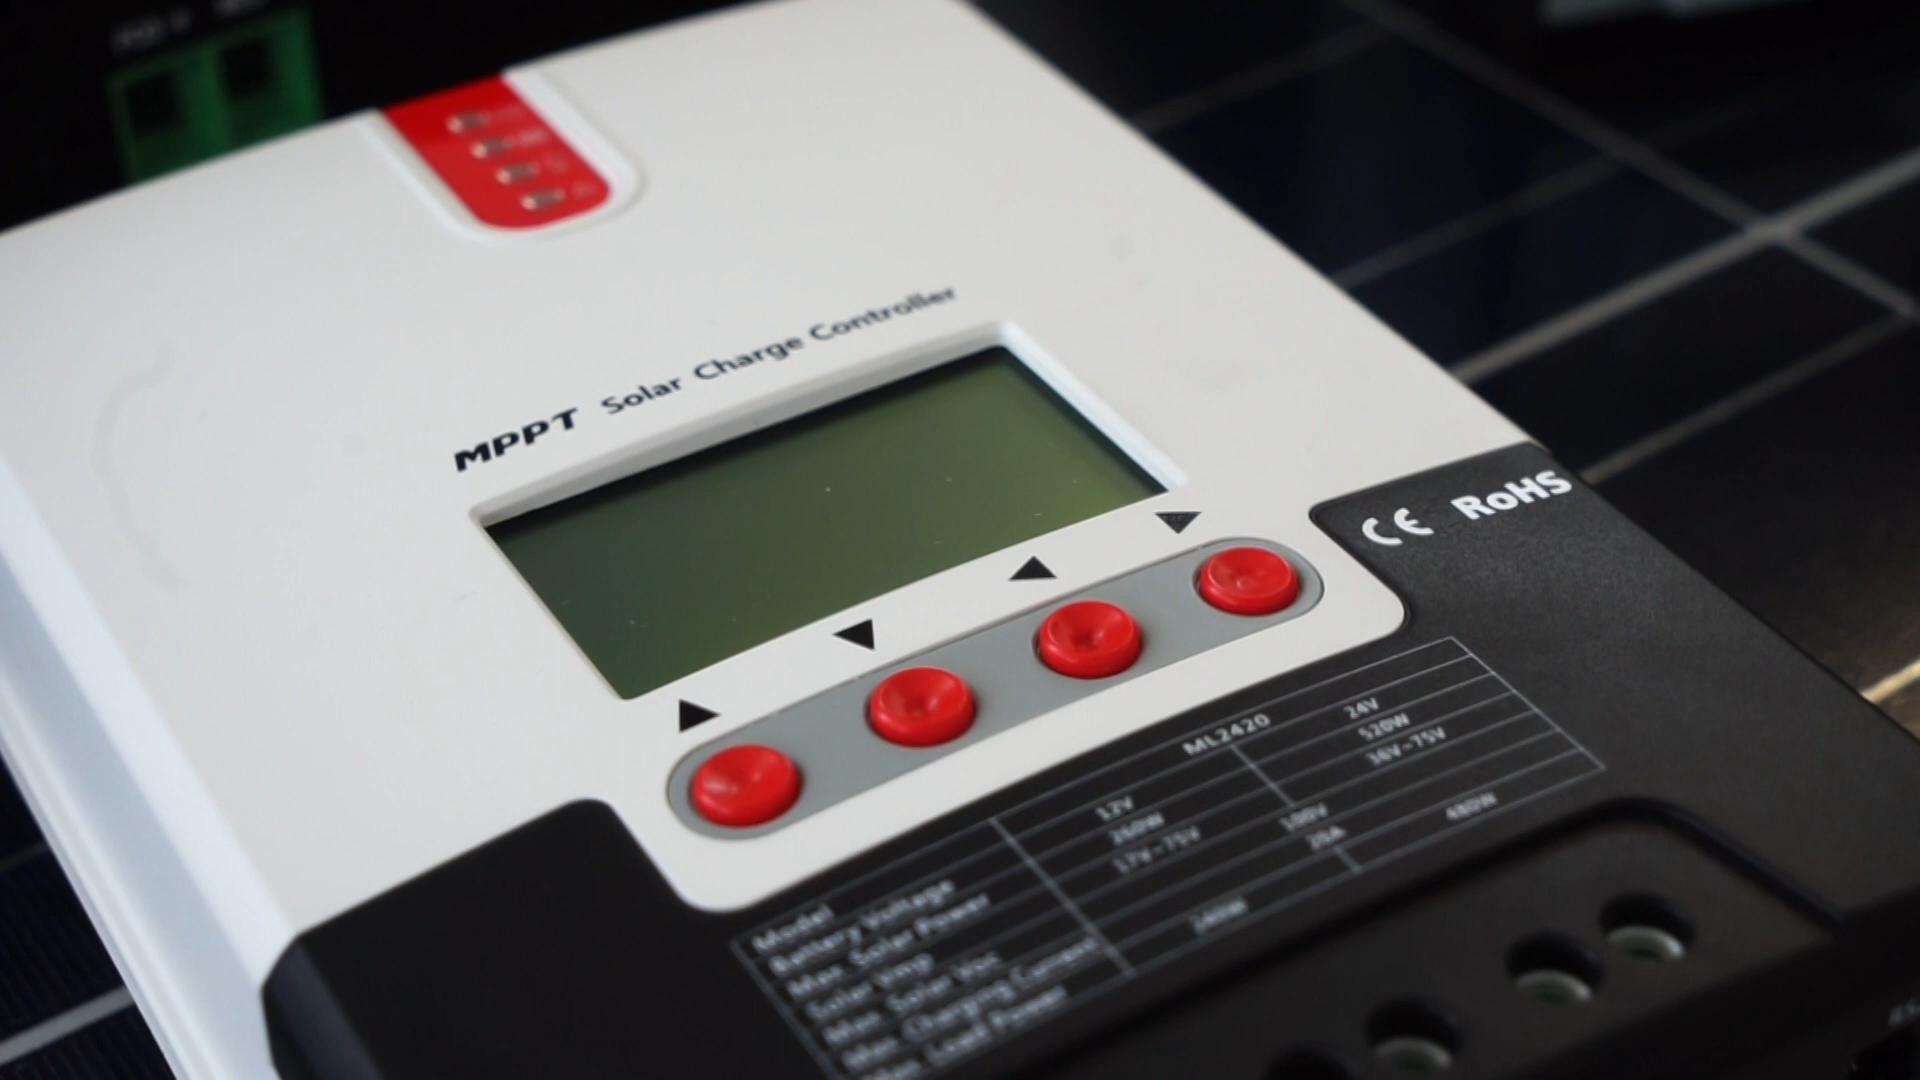 MPPT Solar Charge Controller
CE RoHS
Model ML2420
Battery Voltage 12V 24V
Max. Solar Power 260W 520W
Solar Vmp 17V~75V 36V~75V
Max. Solar Voc 100V
Max. Charging Current 20A
Max. Load Power 240W 480W